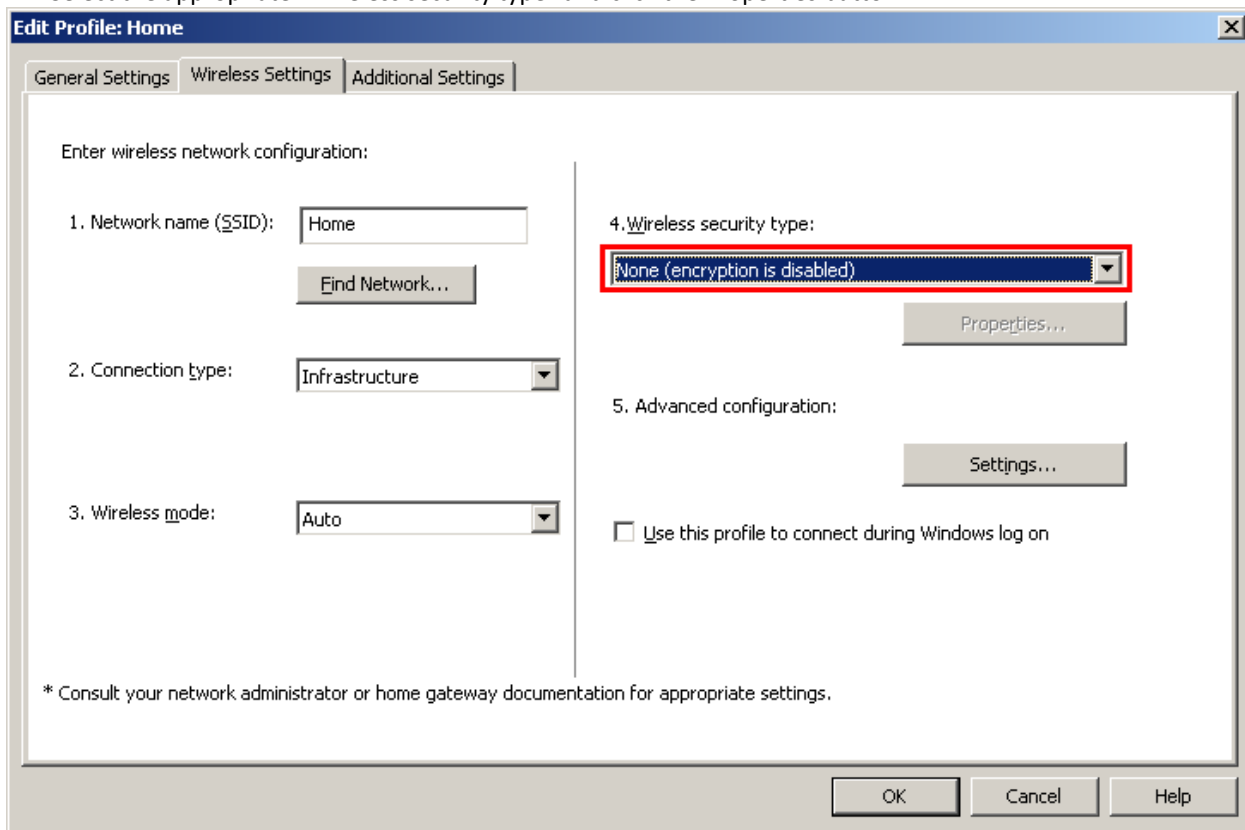 Edit Profile: Home
General Settings
Wireless Settings
Additional Settings
Enter wireless network configuration:
1. Network name (SSID):
Home
Find Network...
2. Connection type:
Infrastructure
3. Wireless mode:
Auto
4.Wireless security type:
None (encryption is disabled)
Properties...
5. Advanced configuration:
Settings...
Use this profile to connect during Windows log on
* Consult your network administrator or home gateway documentation for appropriate settings.
OK
Cancel
Help